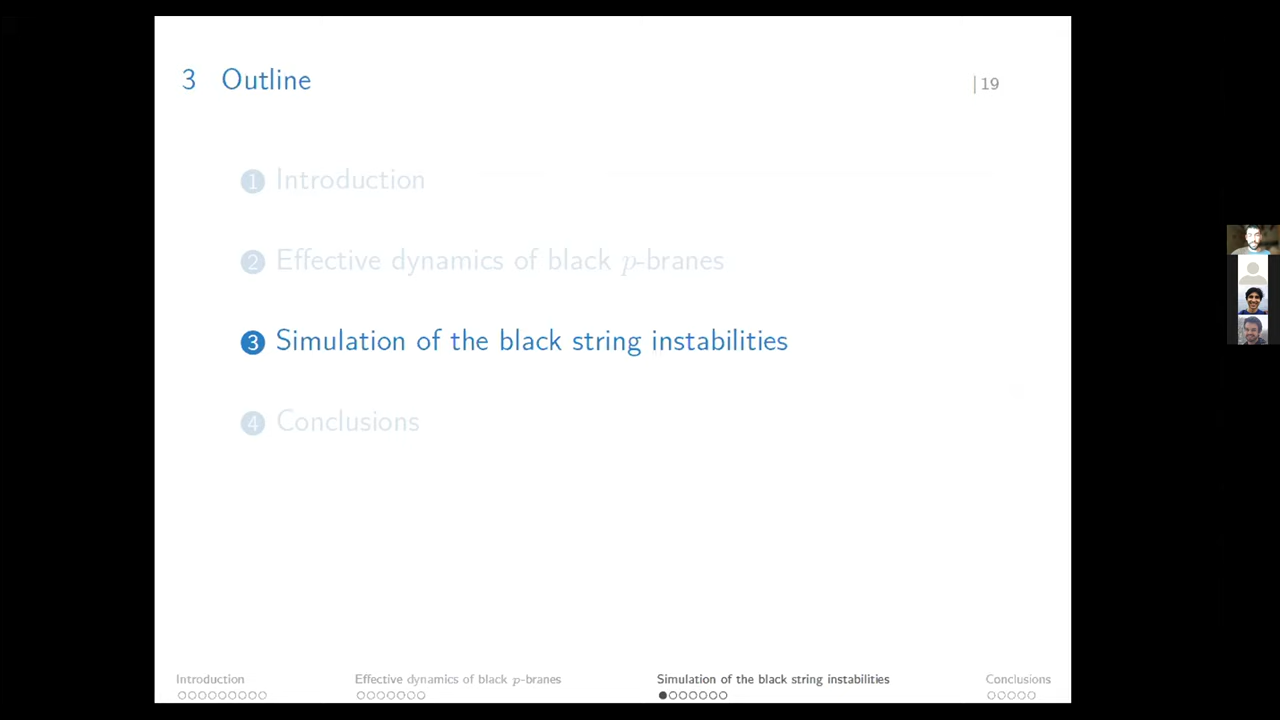 3 Outline
| 19
1 Introduction
2 Effective dynamics of black p-branes
3 Simulation of the black string instabilities
4 Conclusions
Introduction Effective dynamics of black p-branes Simulation of the black string instabilities Conclusions